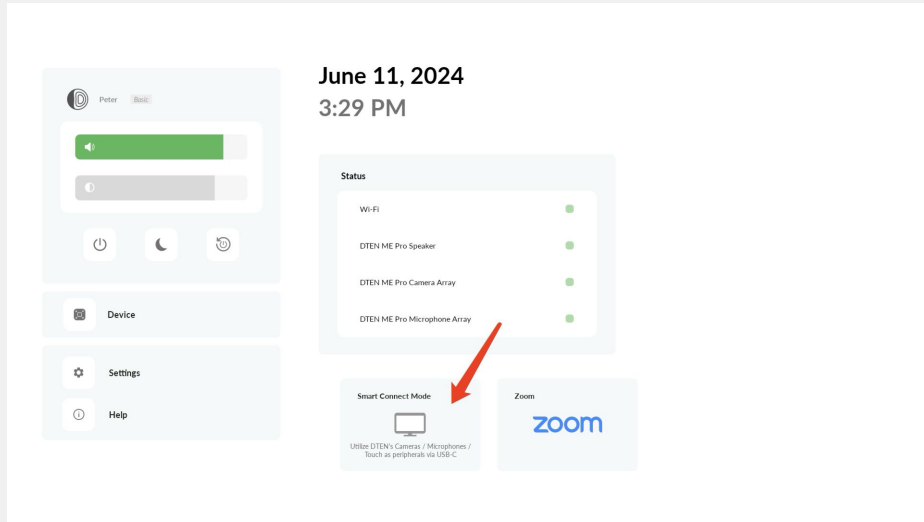 Peter Basic
Device
Settings
Help
June 11, 2024
3:29 PM
Status
Wi-Fi
DTEN ME Pro Speaker
DTEN ME Pro Camera Array
DTEN ME Pro Microphone Array
Smart Connect Mode
Utilize DTEN's Cameras / Microphones /
Touch as peripherals via USB-C
Zoom
zoom